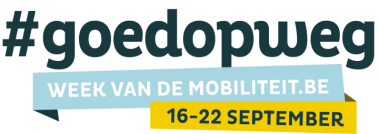 #goedopweg
WEEK VAN DE MOBILITEIT.BE
16-22 SEPTEMBER